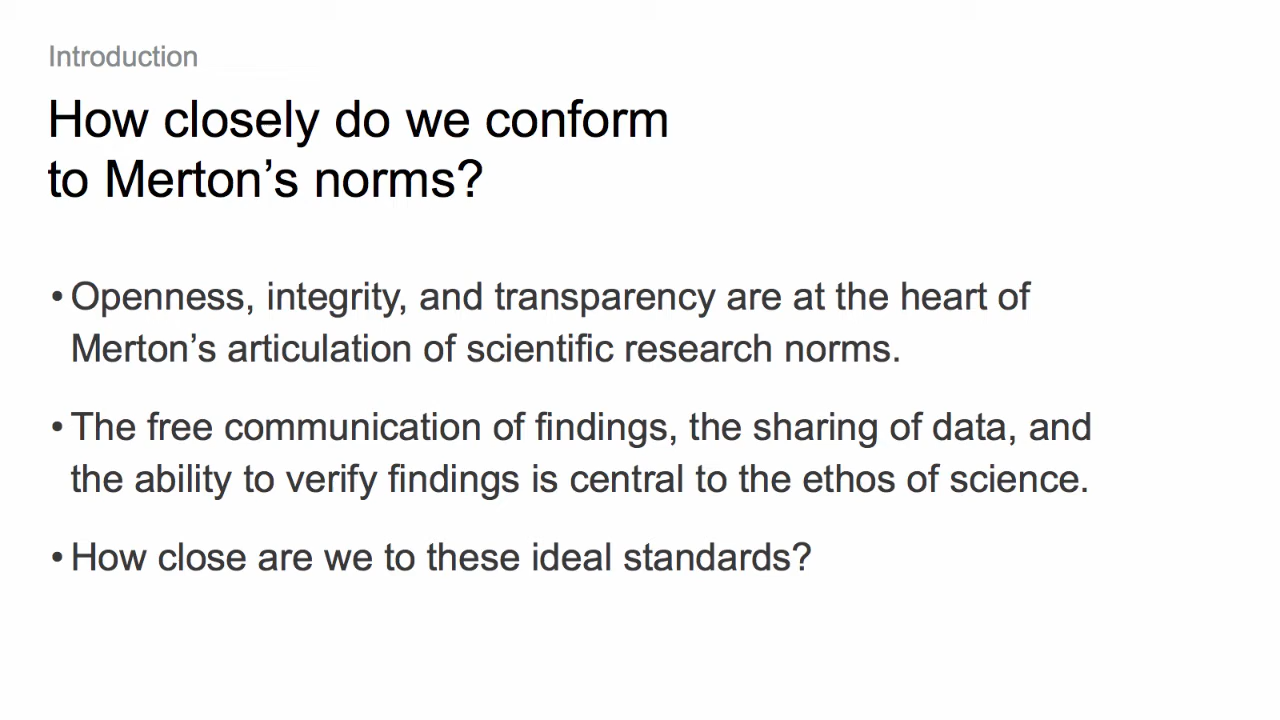 Introduction
How closely do we conform
to Merton’s norms?
• Openness, integrity, and transparency are at the heart of
Merton’s articulation of scientific research norms.
• The free communication of findings, the sharing of data, and
the ability to verify findings is central to the ethos of science.
• How close are we to these ideal standards?